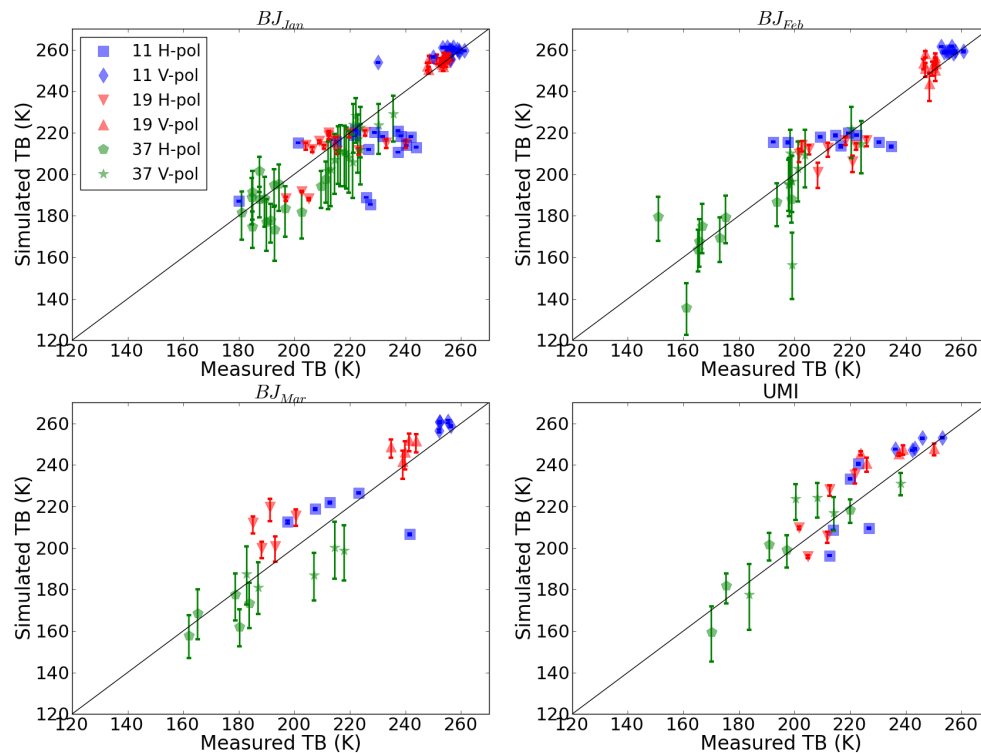 BJ_Jan
BJ_Feb
260
240
220
200
180
160
140
120
Simulated TB (K)
11 H-pol
11 V-pol
19 H-pol
19 V-pol
37 H-pol
37 V-pol
120 140 160 180 200 220 240 260
Measured TB (K)
260
240
220
200
180
160
140
120
Simulated TB (K)
120 140 160 180 200 220 240 260
Measured TB (K)
BJ_Mar
UMI
260
240
220
200
180
160
140
120
Simulated TB (K)
120 140 160 180 200 220 240 260
Measured TB (K)
260
240
220
200
180
160
140
120
Simulated TB (K)
120 140 160 180 200 220 240 260
Measured TB (K)